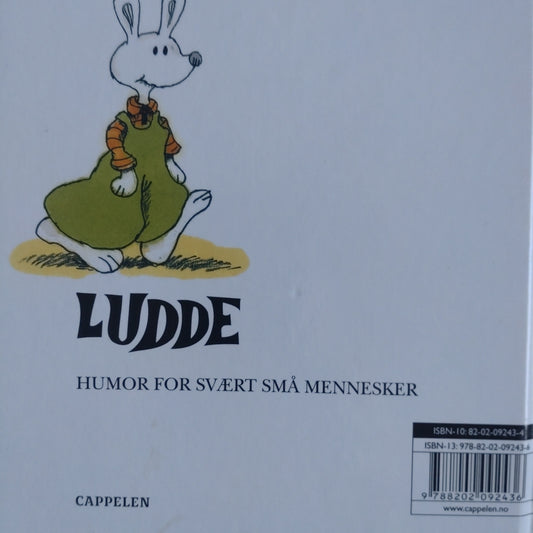 LUDDE
HUMOR FOR SVÆRT SMÅ MENNESKER
CAPPELEN
ISBN-10: 82-02-09243-4
ISBN-13: 978-82-02-09243-6
9 788202 092436
www.cappelen.no